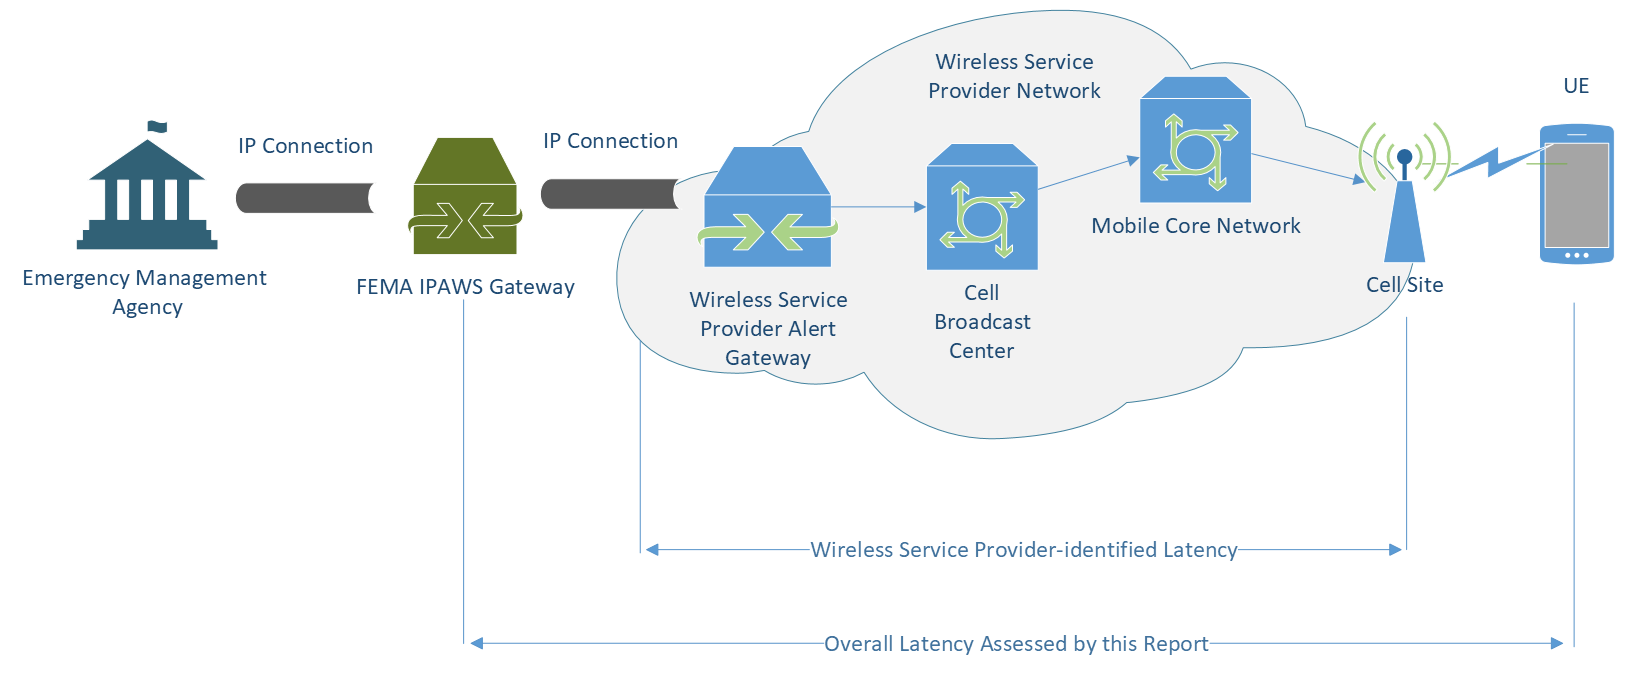 Wireless Service
Provider Network
UE
IP Connection
IP Connection
Mobile Core Network
Emergency Management
Agency
FEMA IPAWS Gateway
Wireless Service
Provider Alert
Gateway
Cell
Broadcast
Center
Cell Site
Wireless Service Provider-identified Latency
Overall Latency Assessed by this Report